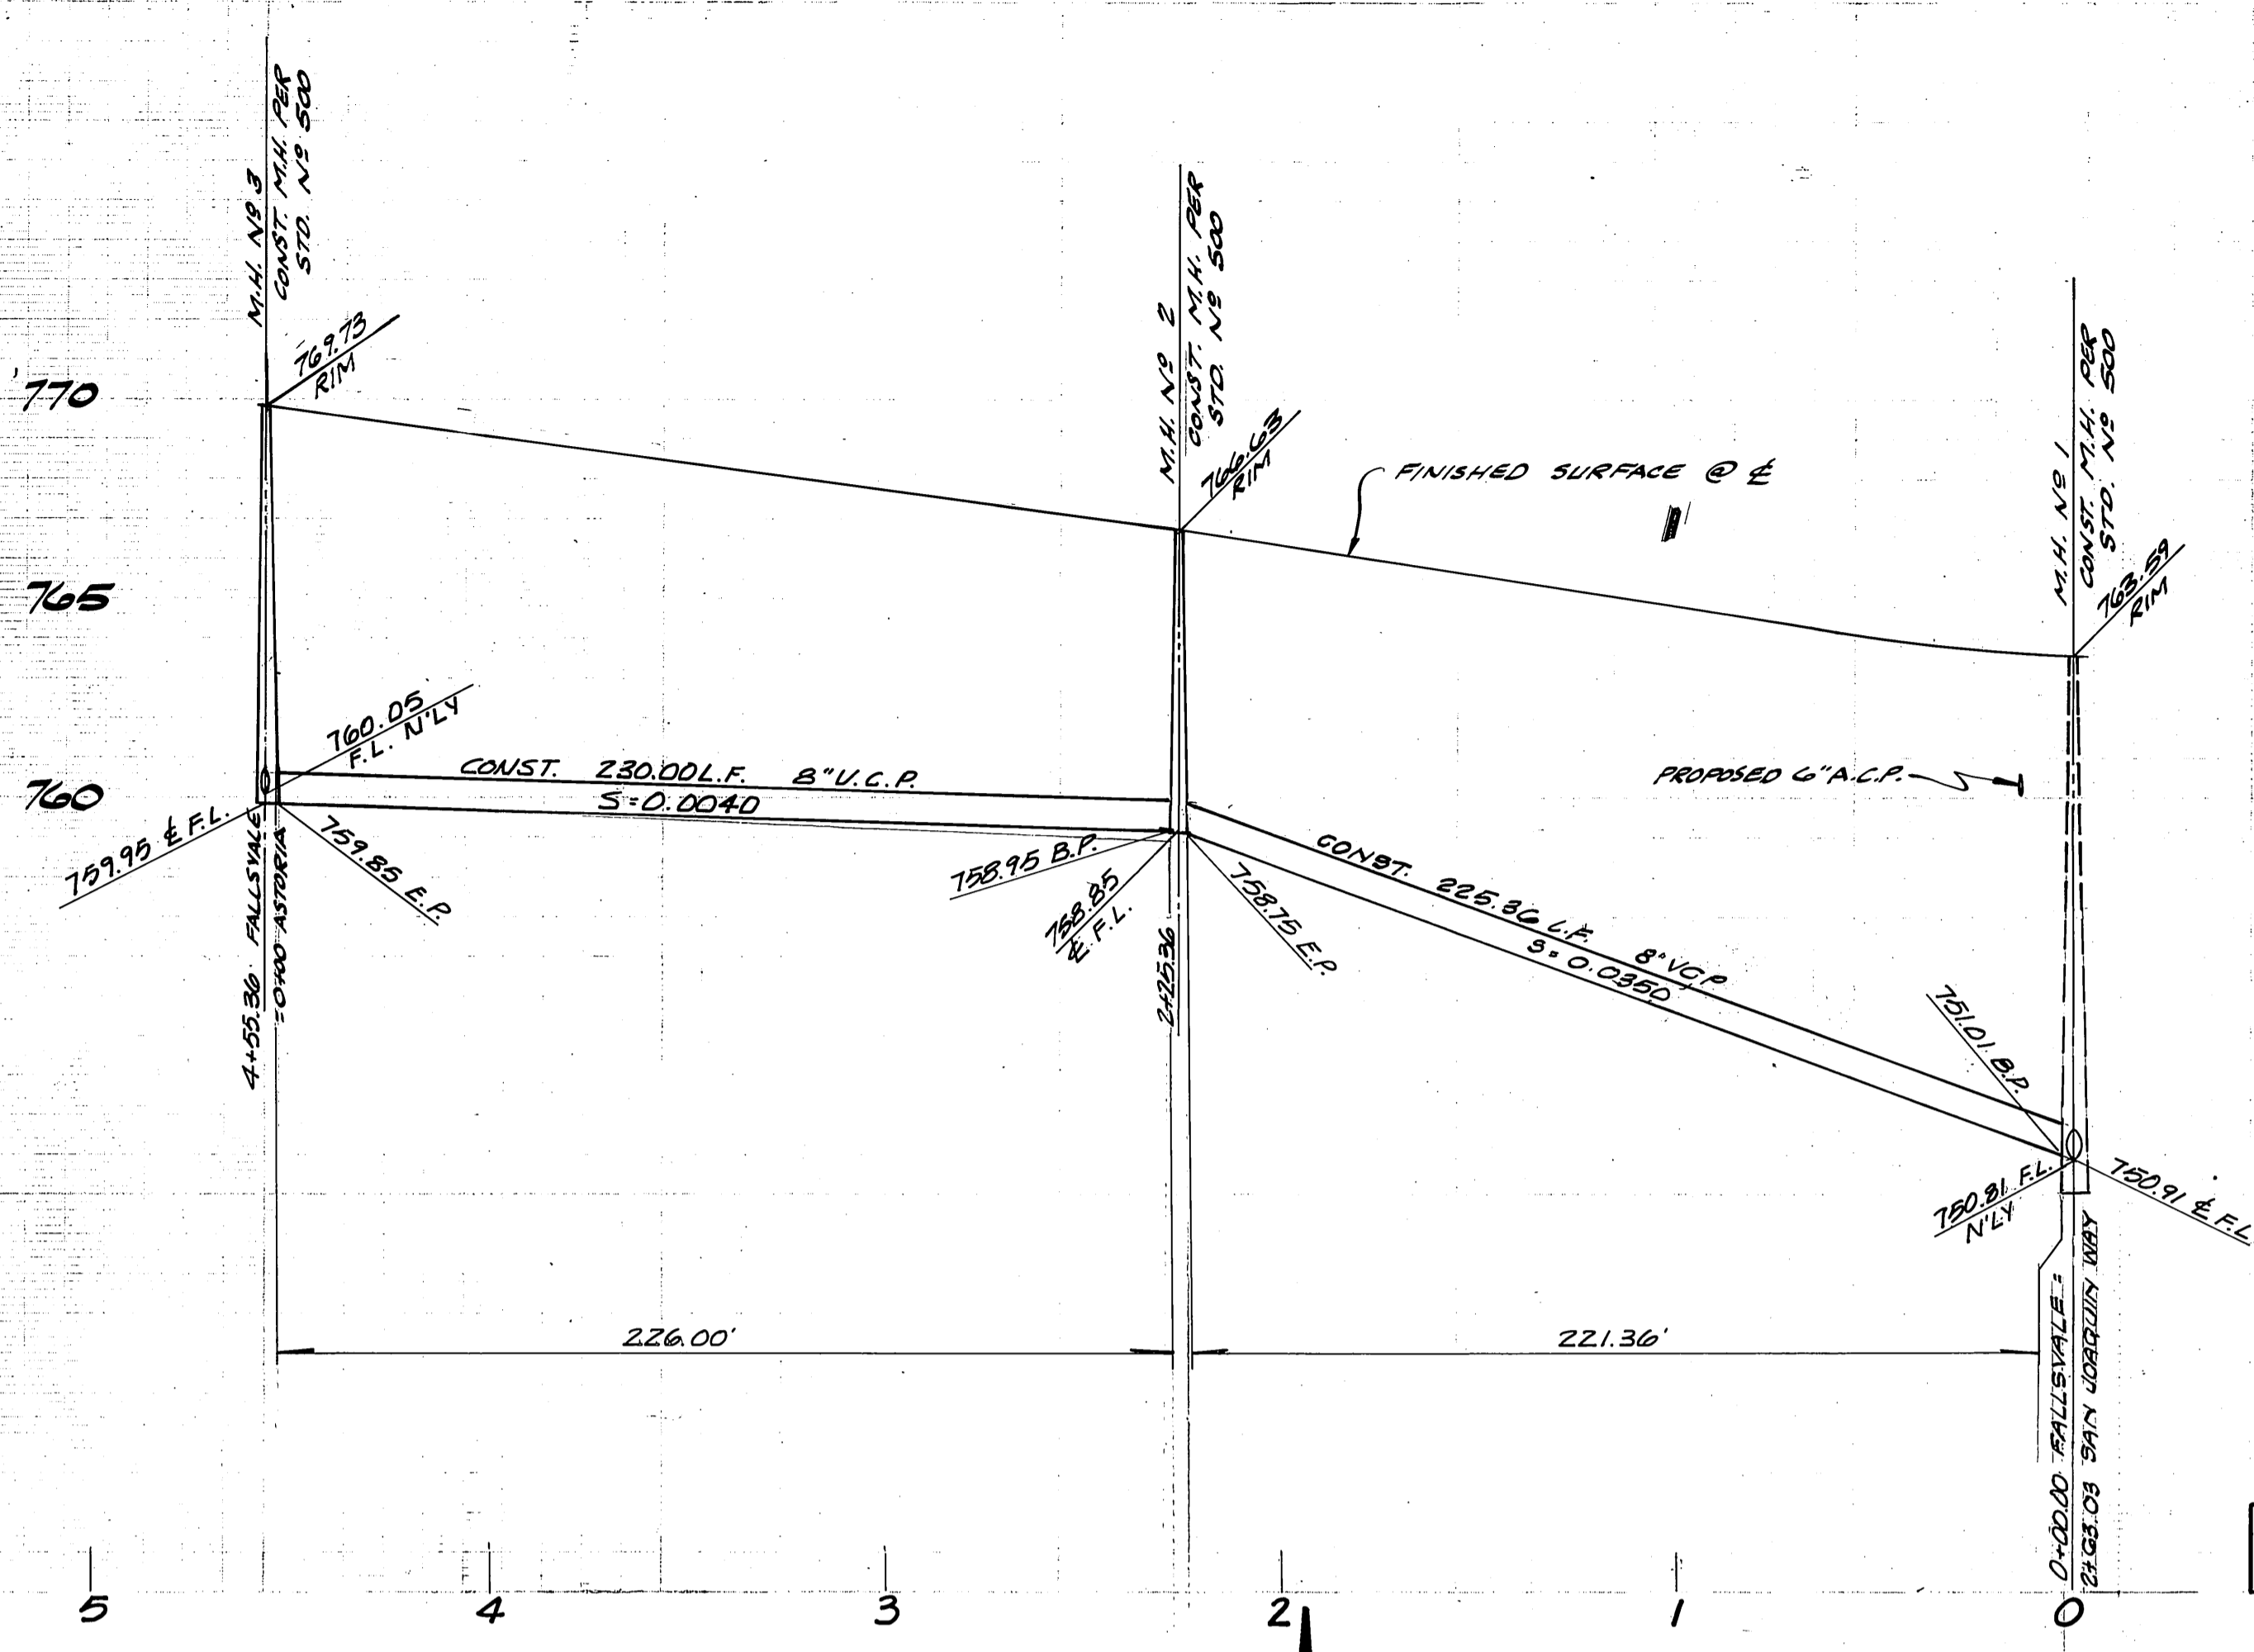 M.H. Nº 3
CONST. M.H. PER
STD. Nº 500
769.73
RIM
M.H. Nº 2
CONST. M.H. PER
STD. Nº 500
766.63
RIM
FINISHED SURFACE @ ℄
M.H. Nº 1
CONST. M.H. PER
STD. Nº 500
763.59
RIM
770
765
760
760.05
F.L. N'LY
CONST. 230.00 L.F. 8" V.C.P.
S=0.0040
759.95 ℄ F.L.
759.85 E.P.
4+55.36 FALLSVALE
=0+00 ASTORIA
758.95 B.P.
758.85
℄ F.L.
758.75 E.P.
2+25.36
CONST. 225.36 L.F. 8" V.C.P.
S=0.0350
PROPOSED 6" A.C.P.
751.01 B.P.
750.81 F.L.
N'LY
750.91 ℄ F.L.
226.00'
221.36'
0+00.00 FALLSVALE =
2+63.03 SAN JOAQUIN WAY
5 4 3 2 1 0